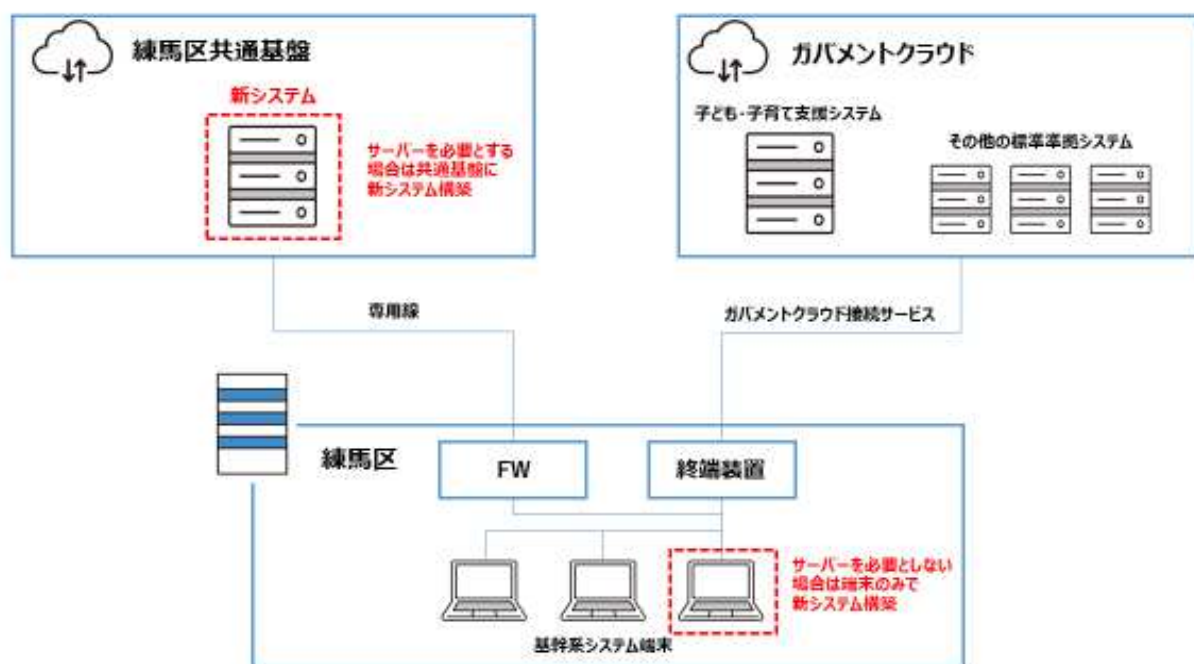 練馬区共通基盤
新システム
サーバーを必要とする
場合は共通基盤に
新システム構築
ガバメントクラウド
子ども・子育て支援システム
その他の標準準拠システム
専用線
ガバメントクラウド接続サービス
練馬区
FW
終端装置
サーバーを必要としない
場合は端末のみで
新システム構築
基幹系システム端末